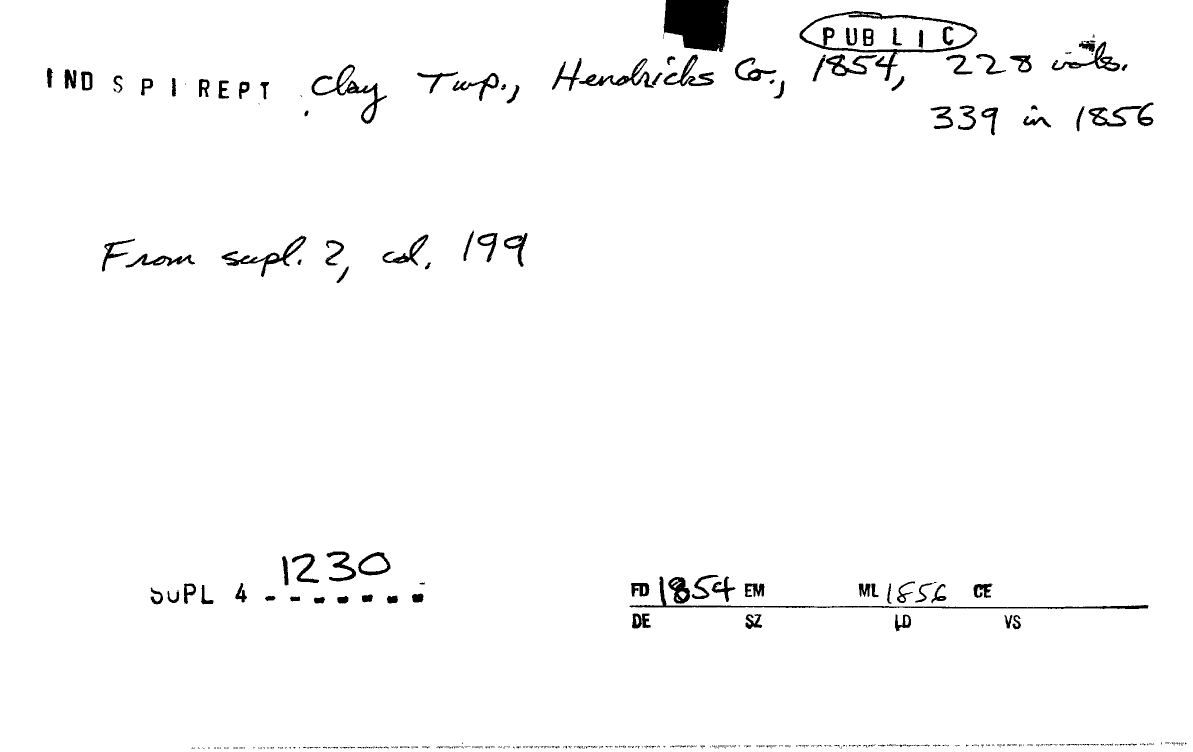 PUBLIC
IND SPI REPT Clay Twp., Hendricks Co., 1854, 228 vols.
339 in 1856
From supl. 2, col. 199
1230
SUPL 4 - - - - - - -
FD 1854 EM ML 1856 CE
DE SZ LD VS